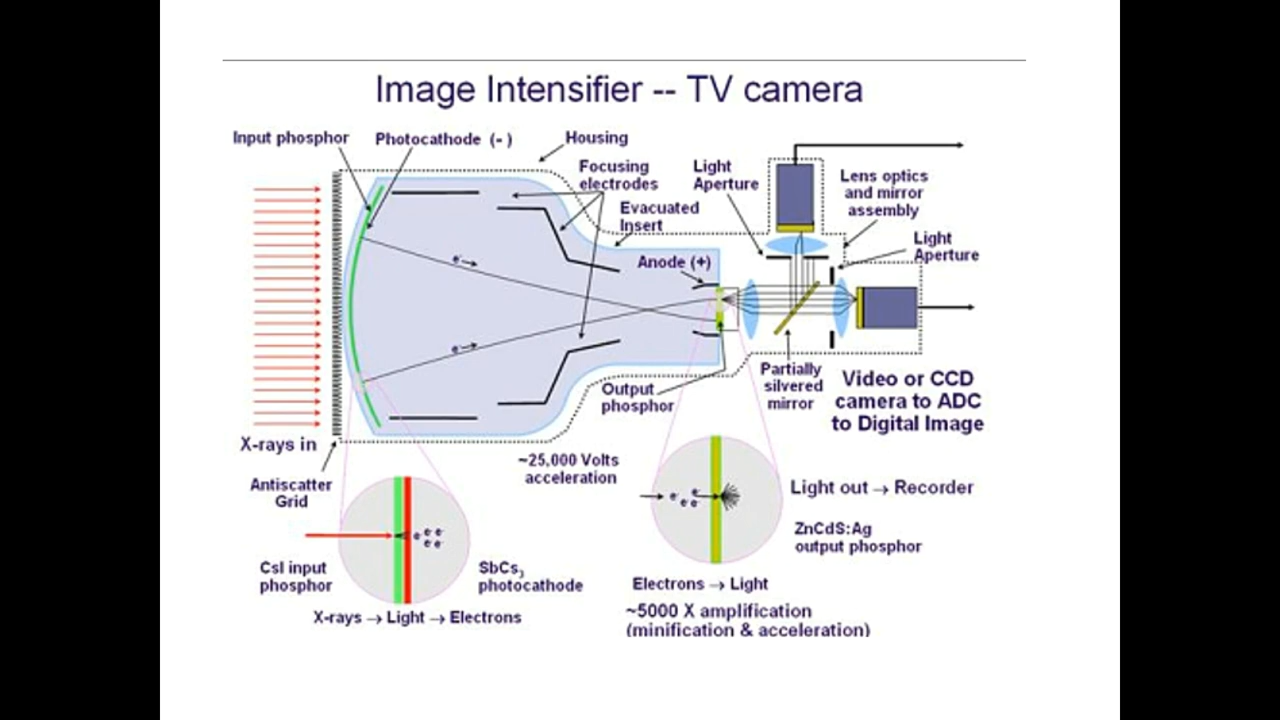 Image Intensifier -- TV camera
Input phosphor
Photocathode (-)
Housing
Focusing
electrodes
Light
Aperture
Lens optics
and mirror
assembly
Evacuated
Insert
Light
Aperture
Anode (+)
e-→
e-→
Partially
silvered
mirror
Video or CCD
camera to ADC
to Digital Image
Output
phosphor
X-rays in
Antiscatter
Grid
~25,000 Volts
acceleration
e- e- e-
e- e-
e- e-
e- e-
Light out → Recorder
ZnCdS:Ag
output phosphor
CsI input
phosphor
SbCs3
photocathode
X-rays → Light → Electrons
Electrons → Light
~5000 X amplification
(minification & acceleration)